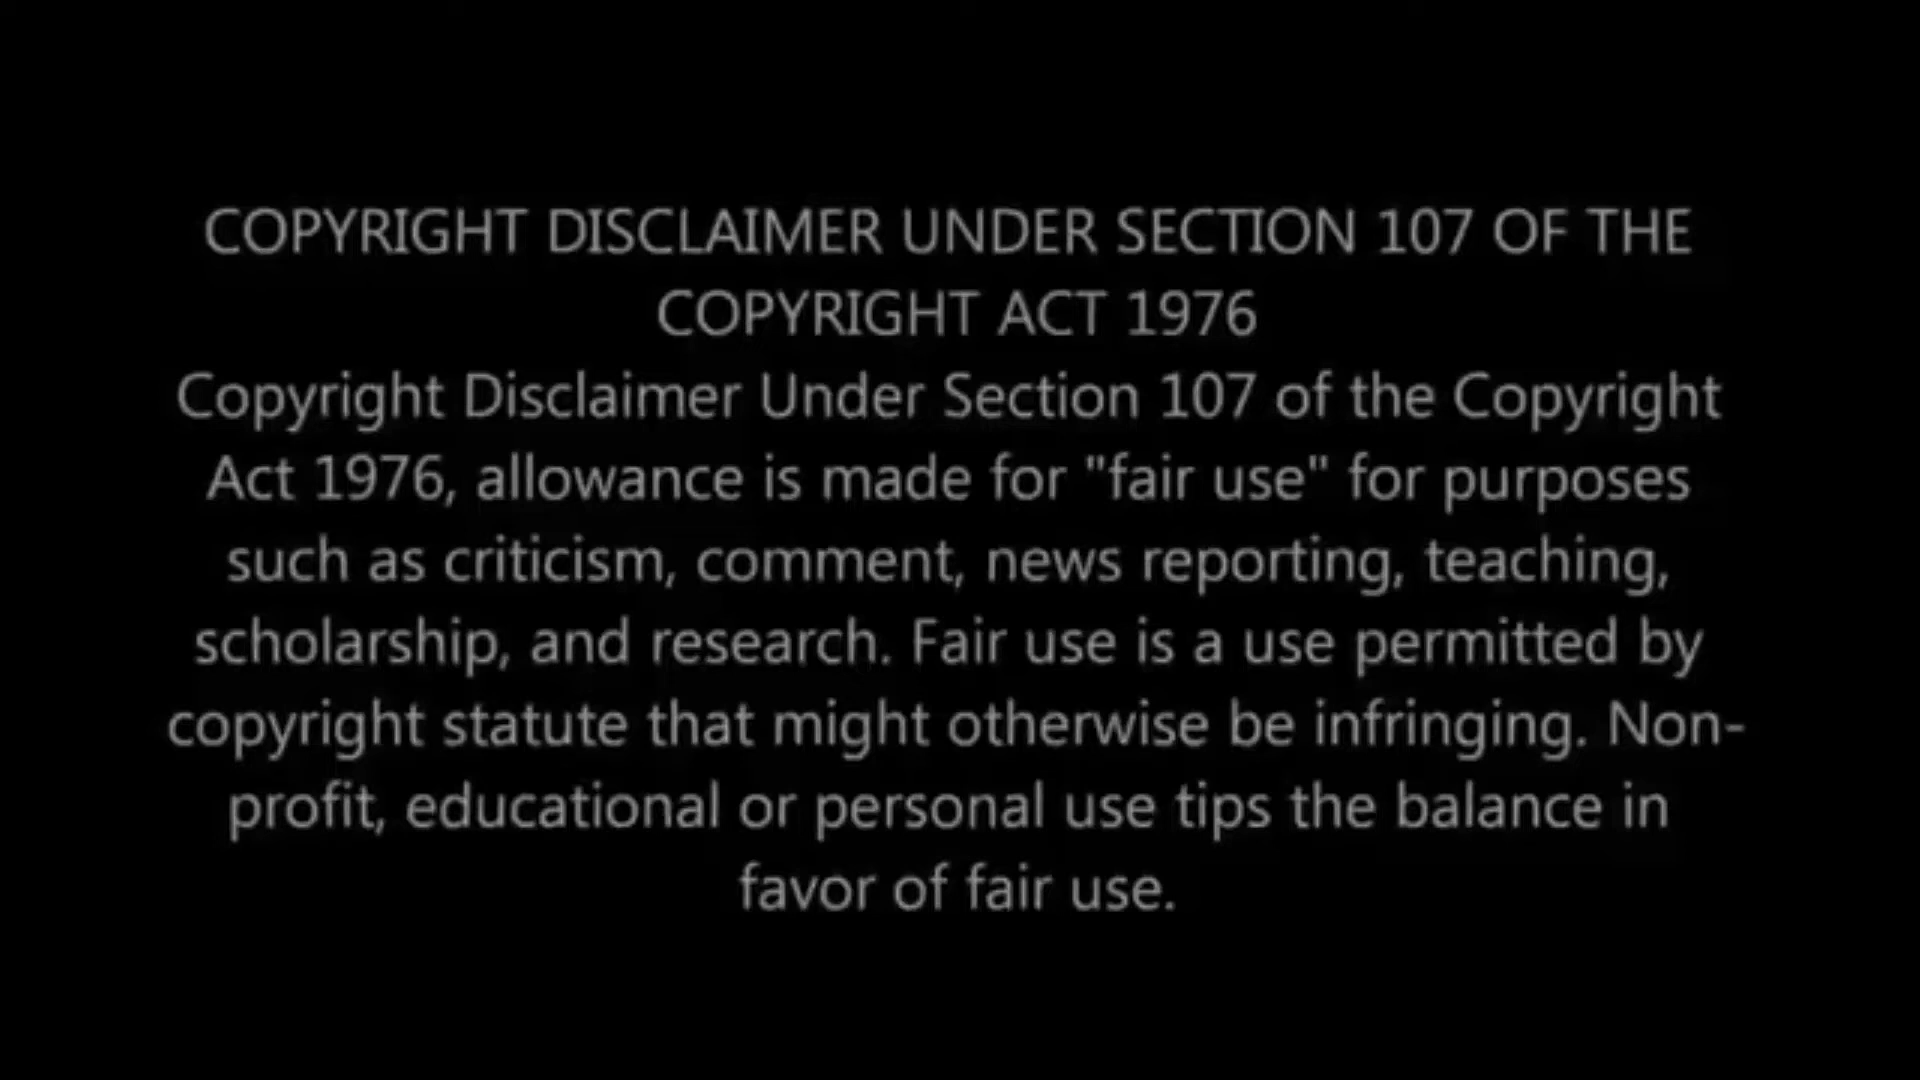 COPYRIGHT DISCLAIMER UNDER SECTION 107 OF THE
COPYRIGHT ACT 1976
Copyright Disclaimer Under Section 107 of the Copyright
Act 1976, allowance is made for "fair use" for purposes
such as criticism, comment, news reporting, teaching,
scholarship, and research. Fair use is a use permitted by
copyright statute that might otherwise be infringing. Non-
profit, educational or personal use tips the balance in
favor of fair use.